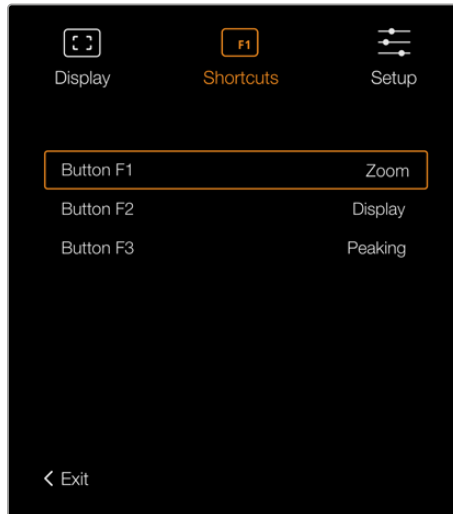 F1
Display Shortcuts Setup
Button F1 Zoom
Button F2 Display
Button F3 Peaking
Exit